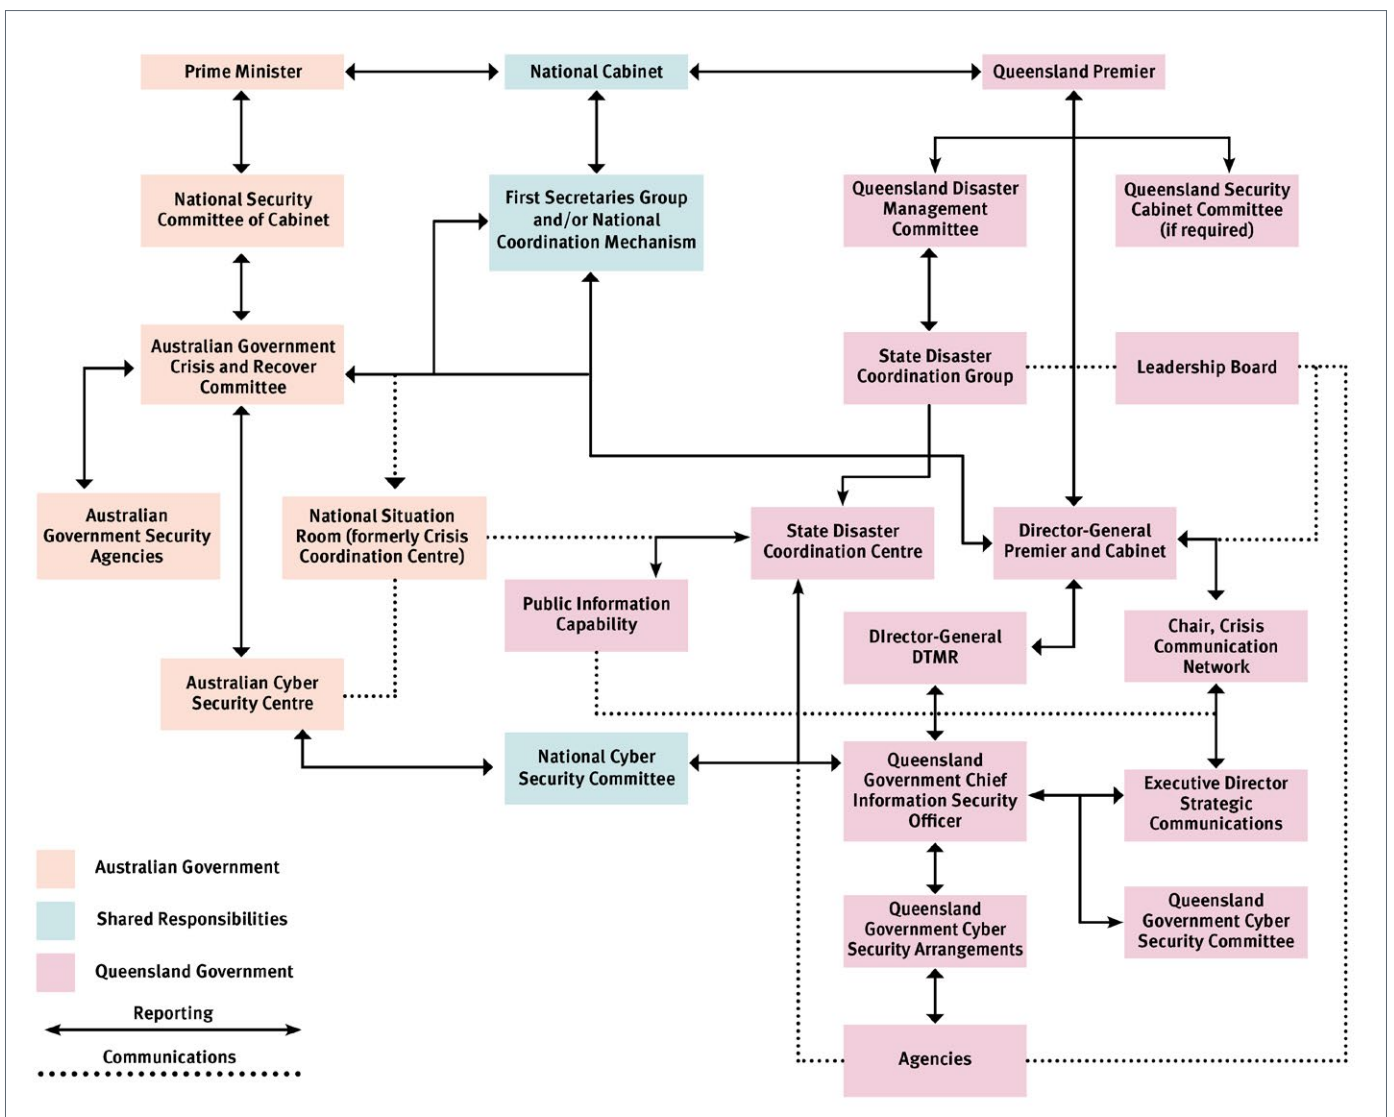 Prime Minister
National Cabinet
Queensland Premier
National Security
Committee of Cabinet
First Secretaries Group
and/or National
Coordination Mechanism
Queensland Disaster
Management
Committee
Queensland Security
Cabinet Committee
(if required)
Australian Government
Crisis and Recover
Committee
State Disaster
Coordination Group
Leadership Board
Australian
Government Security
Agencies
National Situation
Room (formerly Crisis
Coordination Centre)
State Disaster
Coordination Centre
Director-General
Premier and Cabinet
Public Information
Capability
DIrector-General
DTMR
Chair, Crisis
Communication
Network
Australian Cyber
Security Centre
National Cyber
Security Committee
Queensland
Government Chief
Information Security
Officer
Executive Director
Strategic
Communications
Queensland
Government Cyber
Security Arrangements
Queensland
Government Cyber
Security Committee
Agencies
Australian Government
Shared Responsibilities
Queensland Government
Reporting
Communications